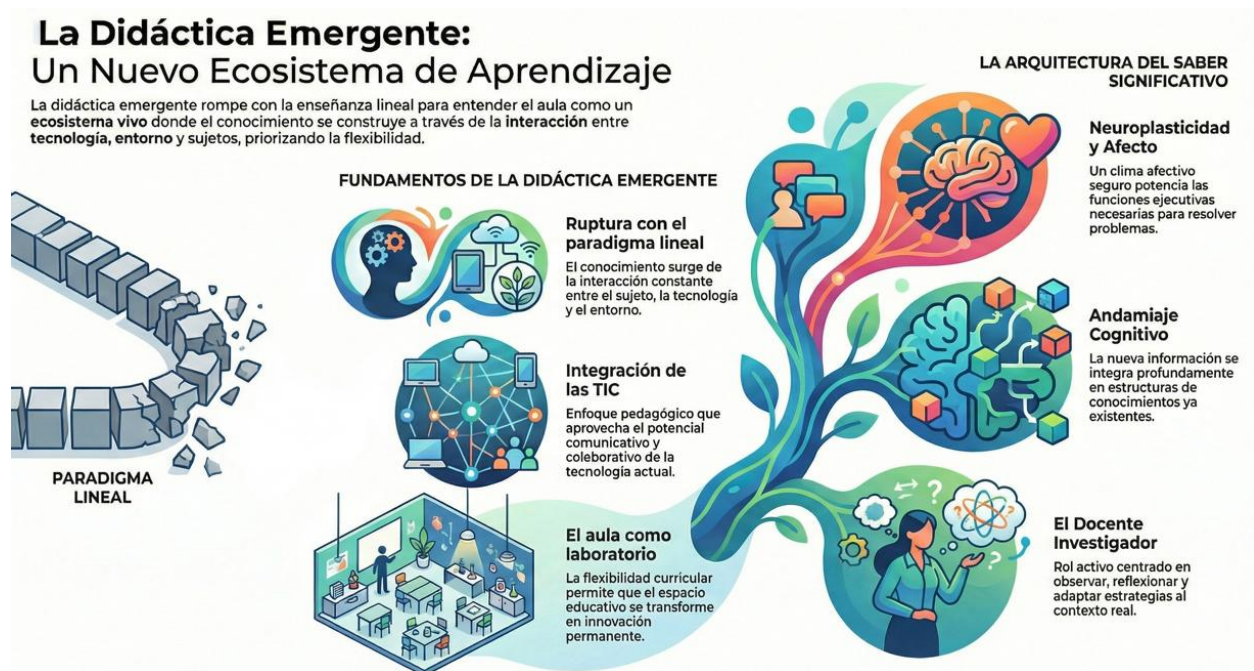 La Didáctica Emergente:
Un Nuevo Ecosistema de Aprendizaje
La didáctica emergente rompe con la enseñanza lineal para entender el aula como un
ecosisterna vivo donde el conocimiento se construye a través de la interacción entre
tecnología, entorno y sujetos, priorizando la flexibilidad.
PARADIGMA
LINEAL
FUNDAMENTOS DE LA DIDÁCTICA EMERGENTE
Ruptura con el
paradigma lineal
El conocimiento surge de
la interacción constante
entre el sujeto, la tecnología
y el entorno.
Integración de
las TIC
Enfoque pedagógico que
aprovecha el potencial
comunicativo y
coleborativo de la
tecnología actual.
El aula como
laboratorio
La flexibilidad curricular
permite que el espacio
educativo se transforme
en innovación
permanente.
LA ARQUITECTURA DEL SABER
SIGNIFICATIVO
Neuroplasticidad
y Afecto
Un clima afectivo
seguro potencia las
funciones ejecutivas
necesarias para resolver
problemas.
Andamiaje
Cognitivo
La nueva información se
integra profundamente
en estructuras de
conocimientos ya
existentes.
El Docente
Investigador
Rol activo centrado en
observar, reflexionar y
adaptar estrategias al
contexto real.